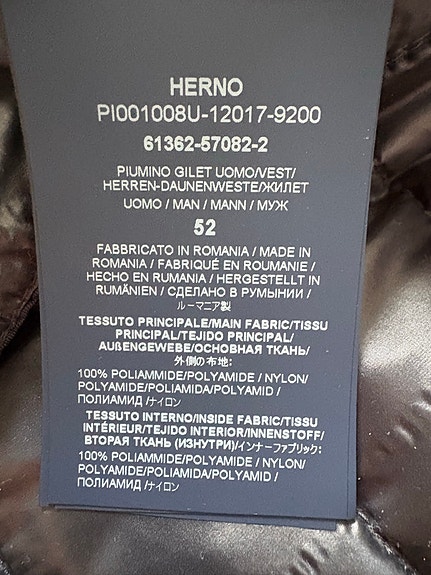 HERNO
PI001008U-12017-9200
61362-57082-2
PIUMINO GILET UOMO/VEST/
HERREN-DAUNENWESTE/ЖИЛЕТ
UOMO / MAN / MANN / МУЖ
52
FABBRICATO IN ROMANIA / MADE IN
ROMANIA / FABRIQUÉ EN ROUMANIE /
HECHO EN RUMANIA / HERGESTELLT IN
RUMÄNIEN / СДЕЛАНО В РУМЫНИИ /
ルーマニア製
TESSUTO PRINCIPALE/MAIN FABRIC/TISSU
PRINCIPAL/TEJIDO PRINCIPAL/
AUßENGEWEBE/ОСНОВНАЯ ТКАНЬ/
外側の布地:
100% POLIAMMIDE/POLYAMIDE / NYLON/
POLYAMIDE/POLIAMIDA/POLYAMID /
ПОЛИАМИД /ナイロン
TESSUTO INTERNO/INSIDE FABRIC/TISSU
INTÉRIEUR/TEJIDO INTERIOR/INNENSTOFF/
ВТОРАЯ ТКАНЬ (ИЗНУТРИ)/インナーファブリック:
100% POLIAMMIDE/POLYAMIDE / NYLON/
POLYAMIDE/POLIAMIDA/POLYAMID /
ПОЛИАМИД /ナイロン